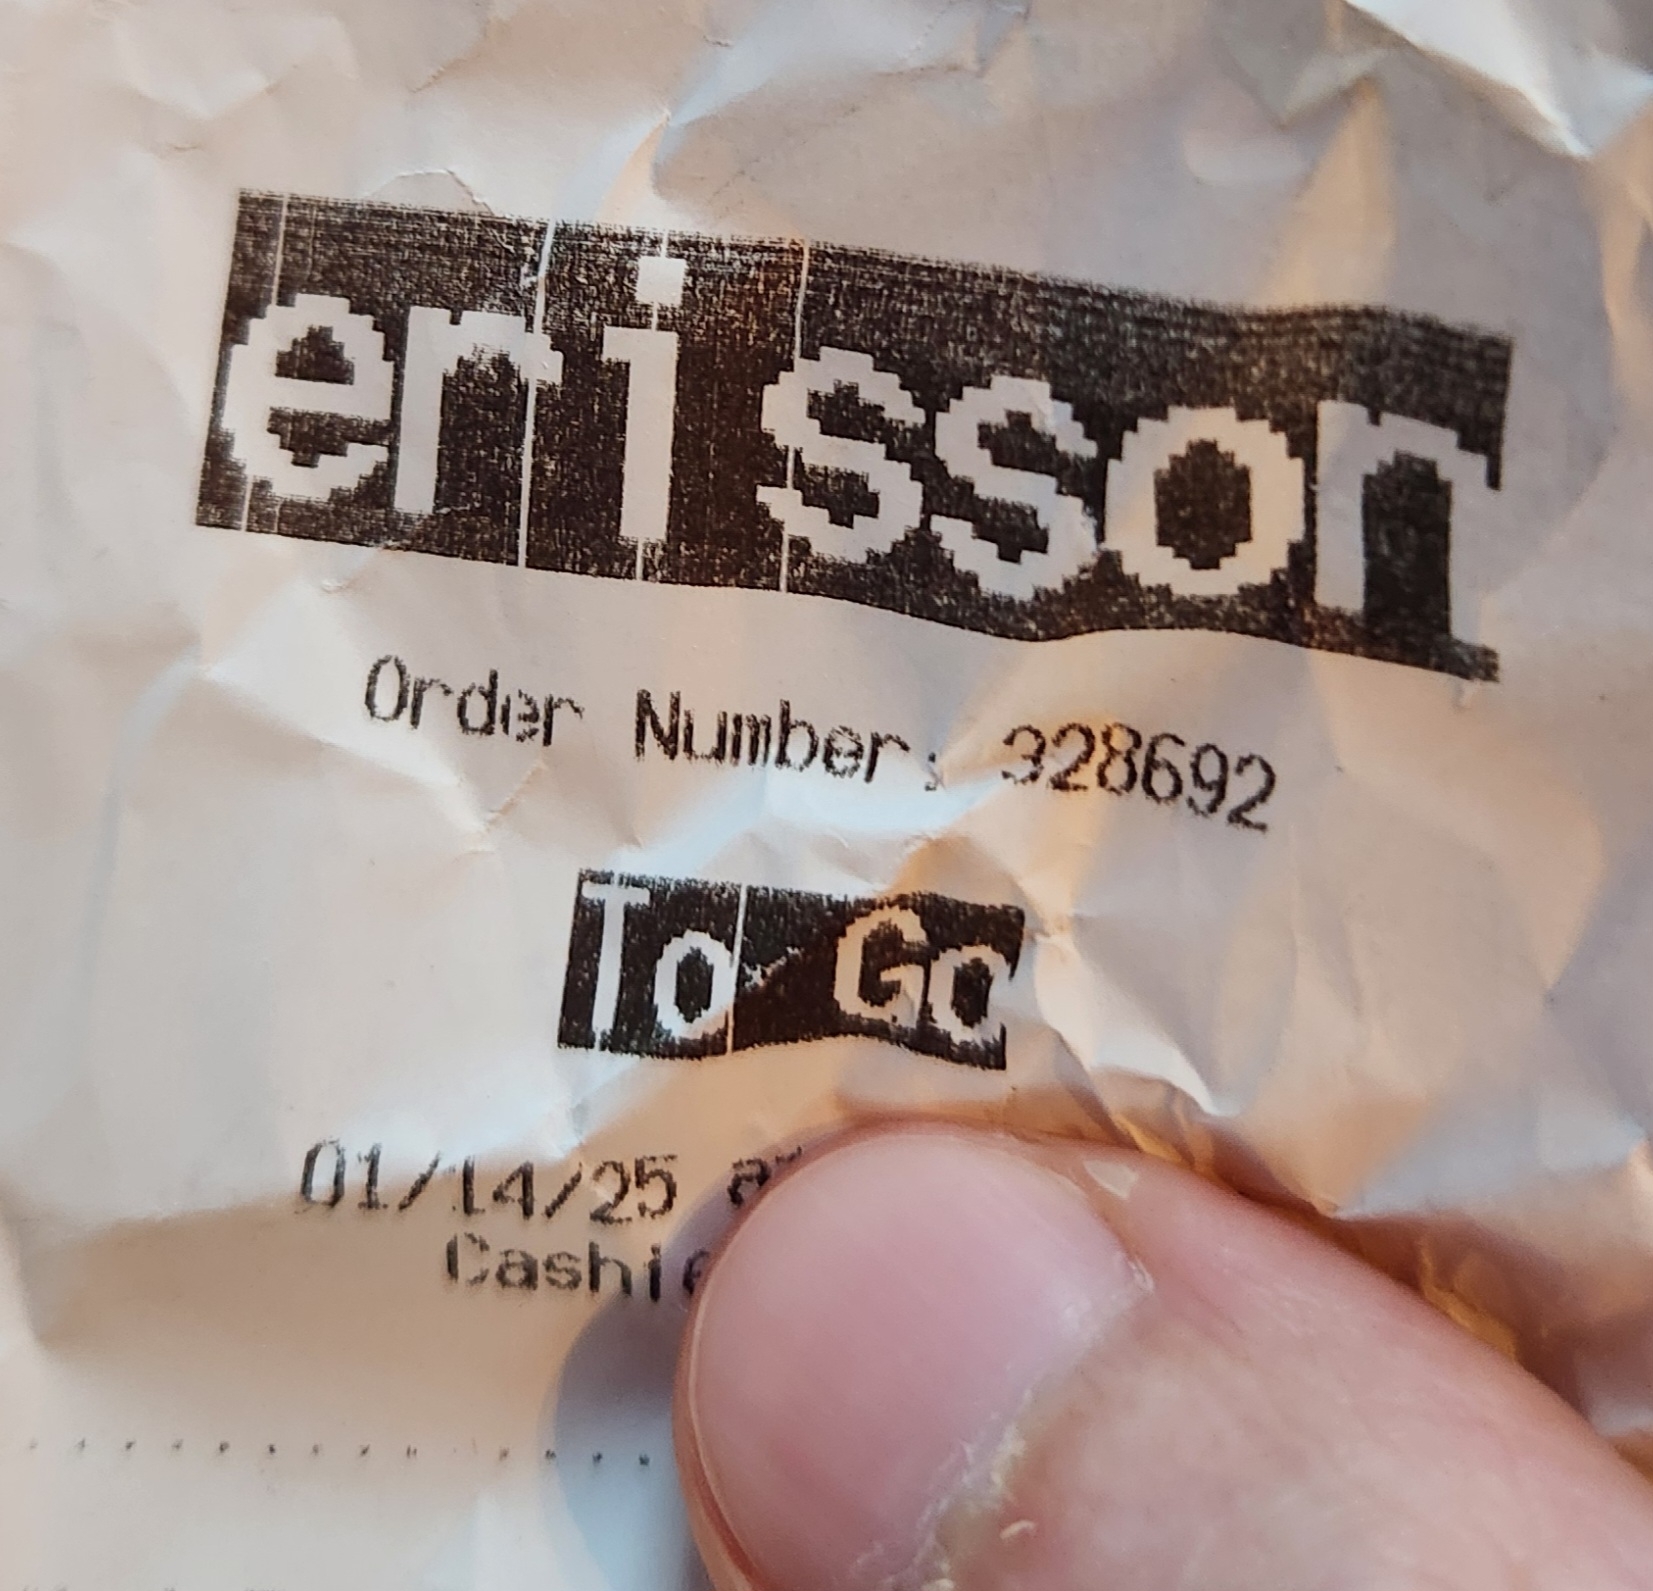 erisson
Order Number: 328692
To Go
01/14/25